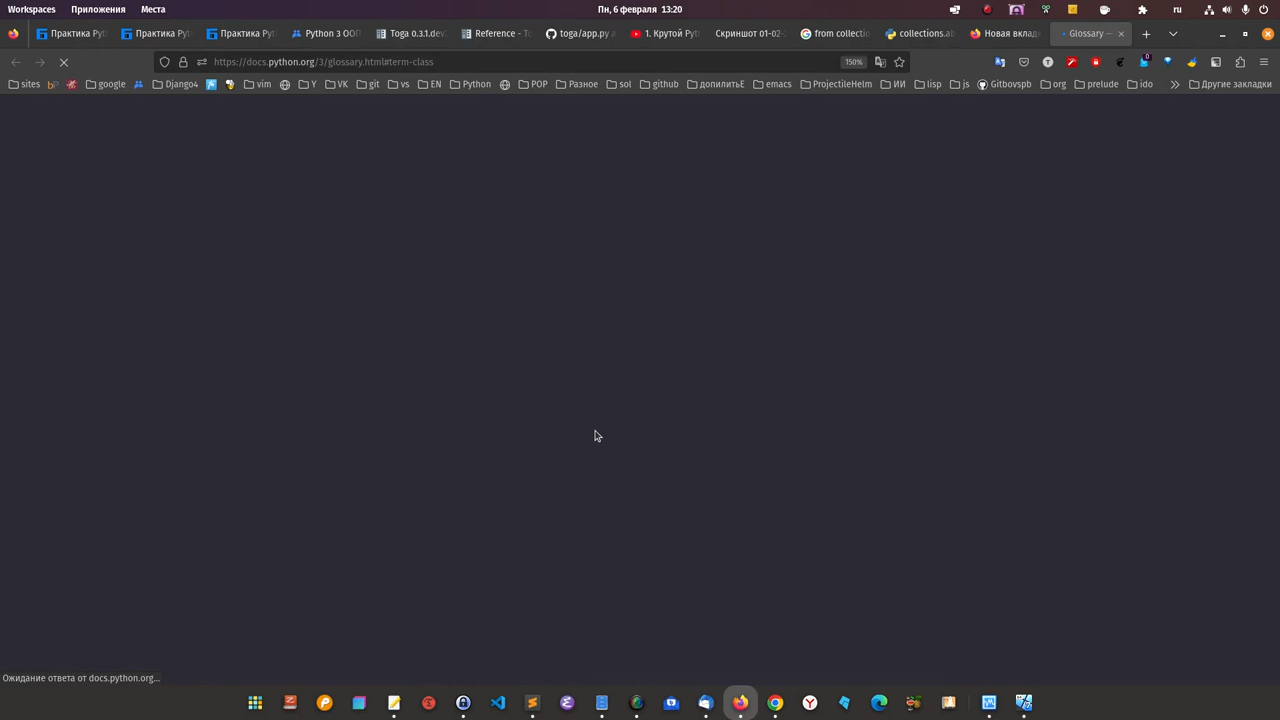 Workspaces Приложения Места Пн, 6 февраля 13:20 ru
Практика Pyt Практика Pyt Практика Pyt Python 3 ООП Toga 0.3.1.dev Reference - To toga/app.py a 1. Крутой Pyt Скриншот 01-02- from collectio collections.ab Новая вкладк Glossary —
https://docs.python.org/3/glossary.html#term-class 150% 0
sites google Django4 vim Y VK git vs EN Python POP Разное sol github допилитьЕ emacs ProjectileHelm ИИ lisp js Gitbovspb org prelude ido Другие закладки
Ожидание ответа от docs.python.org...